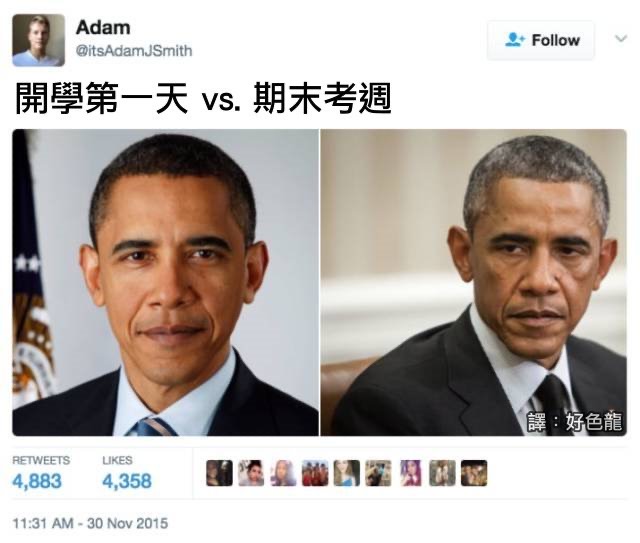 Adam
@itsAdamJSmith
Follow
開學第一天 vs. 期末考週
譯：好色龍
RETWEETS
LIKES
4,883
4,358
11:31 AM - 30 Nov 2015